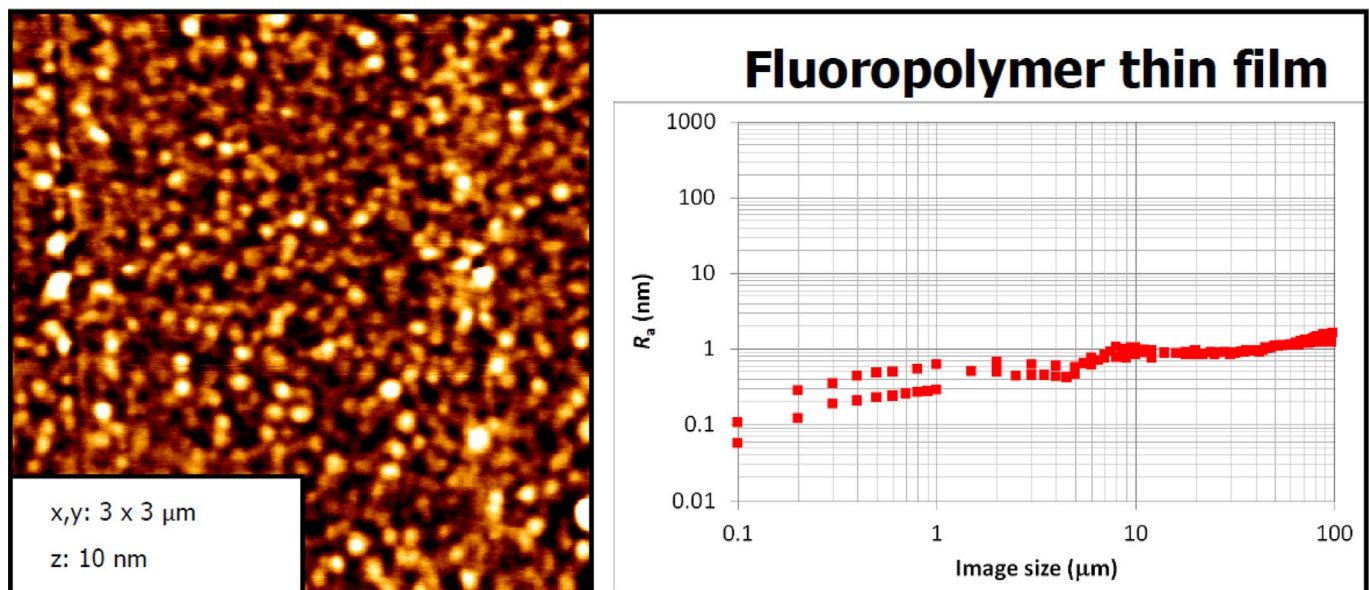 x,y: 3 x 3 μm
z: 10 nm
Fluoropolymer thin film
1000
100
10
1
0.1
0.01
Rₐ (nm)
0.1 1 10 100
Image size (μm)